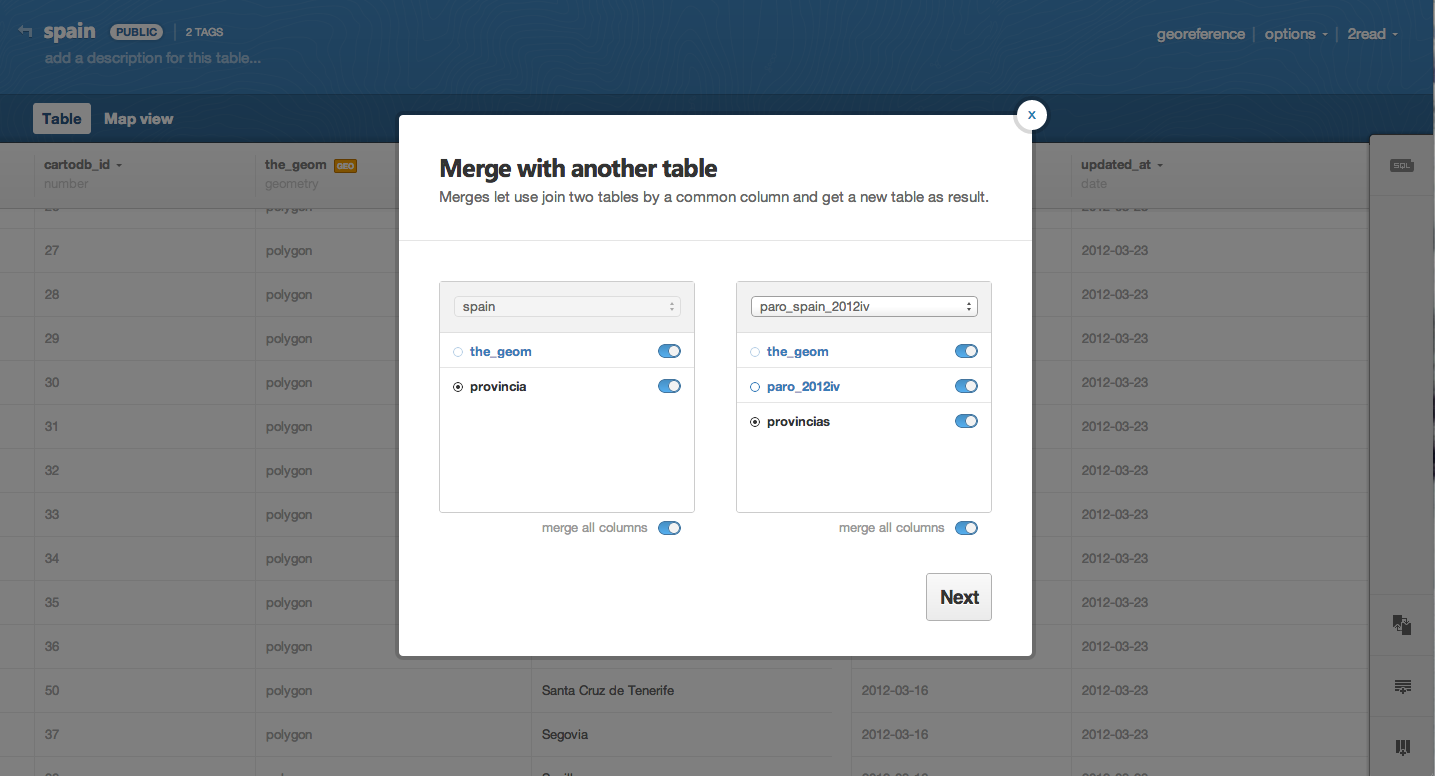 spain PUBLIC 2 TAGS
add a description for this table...
georeference options 2read
Table Map view
cartodb_id the_geom GEO updated_at
number geometry date
SQL
27 polygon 2012-03-23
28 polygon 2012-03-23
29 polygon 2012-03-23
30 polygon 2012-03-23
31 polygon 2012-03-23
32 polygon 2012-03-23
33 polygon 2012-03-23
34 polygon 2012-03-23
35 polygon 2012-03-23
36 polygon 2012-03-23
50 polygon Santa Cruz de Tenerife 2012-03-16 2012-03-23
37 polygon Segovia 2012-03-16 2012-03-23
x
Merge with another table
Merges let use join two tables by a common column and get a new table as result.
spain
the_geom
provincia
merge all columns
paro_spain_2012iv
the_geom
paro_2012iv
provincias
merge all columns
Next